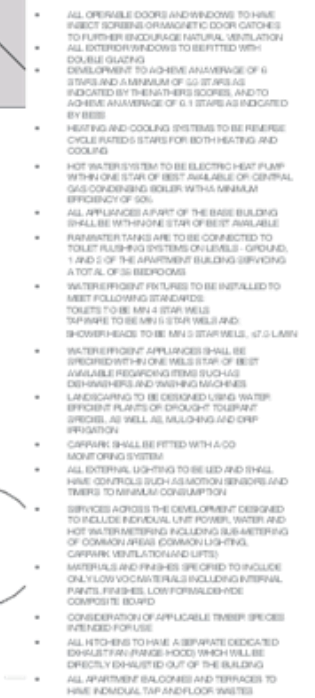 ALL OPERABLE DOORS AND WINDOWS TO HAVE
INSECT SCREENS OR MAGNETIC DOOR CATCHES
TO FURTHER ENCOURAGE NATURAL VENTILATION
ALL EXTERIOR WINDOWS TO BE FITTED WITH
DOUBLE GLAZING
DEVELOPMENT TO ACHIEVE AN AVERAGE OF 6
STARS AND A MINIMUM OF STARS AS
INDICATED BY THE NATHERS SCORES, AND TO
ACHIEVE AN AVERAGE OF 6.1 STARS AS INDICATED
BY BESS
HEATING AND COOLING SYSTEMS TO BE REVERSE
CYCLE RATED 5 STARS FOR BOTH HEATING AND
COOLING
HOT WATER SYSTEM TO BE ELECTRIC HEAT PUMP
WITHIN ONE STAR OF BEST AVAILABLE OR CENTRAL
GAS CONDENSING BOILER WITH A MINIMUM
EFFICIENCY OF 90%
ALL APPLIANCES A PART OF THE BASE BUILDING
SHALL BE WITHIN ONE STAR OF BEST AVAILABLE
RAINWATER TANKS ARE TO BE CONNECTED TO
TOILET FLUSHING SYSTEMS ON LEVELS - GROUND,
1 AND 2 OF THE APARTMENT BUILDING SERVICING
A TOTAL OF BEDROOMS
WATER EFFICIENT FIXTURES TO BE INSTALLED TO
MEET FOLLOWING STANDARDS:
TOILETS TO BE MIN 4 STAR WELS
TAPWARE TO BE MIN STAR WELS AND:
SHOWER HEADS TO BE MIN 3 STAR WELS, L/MIN
WATER EFFICIENT APPLIANCES SHALL BE
SPECIFIED WITHIN ONE WELS STAR OF BEST
AVAILABLE REGARDING ITEMS SUCH AS
DISHWASHERS AND WASHING MACHINES
LANDSCAPING TO BE DESIGNED USING WATER
EFFICIENT PLANTS OR DROUGHT TOLERANT
SPECIES, AS WELL AS, MULCHING AND DRIP
IRRIGATION
CARPARK SHALL BE FITTED WITH A CO
MONITORING SYSTEM
ALL EXTERNAL LIGHTING TO BE LED AND SHALL
HAVE CONTROLS SUCH AS MOTION SENSORS AND
TIMERS TO MINIMUM CONSUMPTION
SERVICES ACROSS THE DEVELOPMENT DESIGNED
TO INCLUDE INDIVIDUAL UNIT POWER, WATER AND
HOT WATER METERING INCLUDING SUB-METERING
OF COMMON AREAS (COMMON LIGHTING,
CARPARK VENTILATION AND LIFTS)
MATERIALS AND FINISHES SPECIFIED TO INCLUDE
ONLY LOW VOC MATERIALS INCLUDING INTERNAL
PAINTS, FINISHES, LOW FORMALDEHYDE
COMPOSITE BOARD
CONSIDERATION OF APPLICABLE TIMBER SPECIES
INTENDED FOR USE
ALL KITCHENS TO HAVE A SEPARATE DEDICATED
EXHAUST FAN (RANGE HOOD) WHICH WILL BE
DIRECTLY EXHAUSTED OUT OF THE BUILDING
ALL APARTMENT BALCONIES AND TERRACES TO
HAVE INDIVIDUAL TAP AND FLOOR WASTES